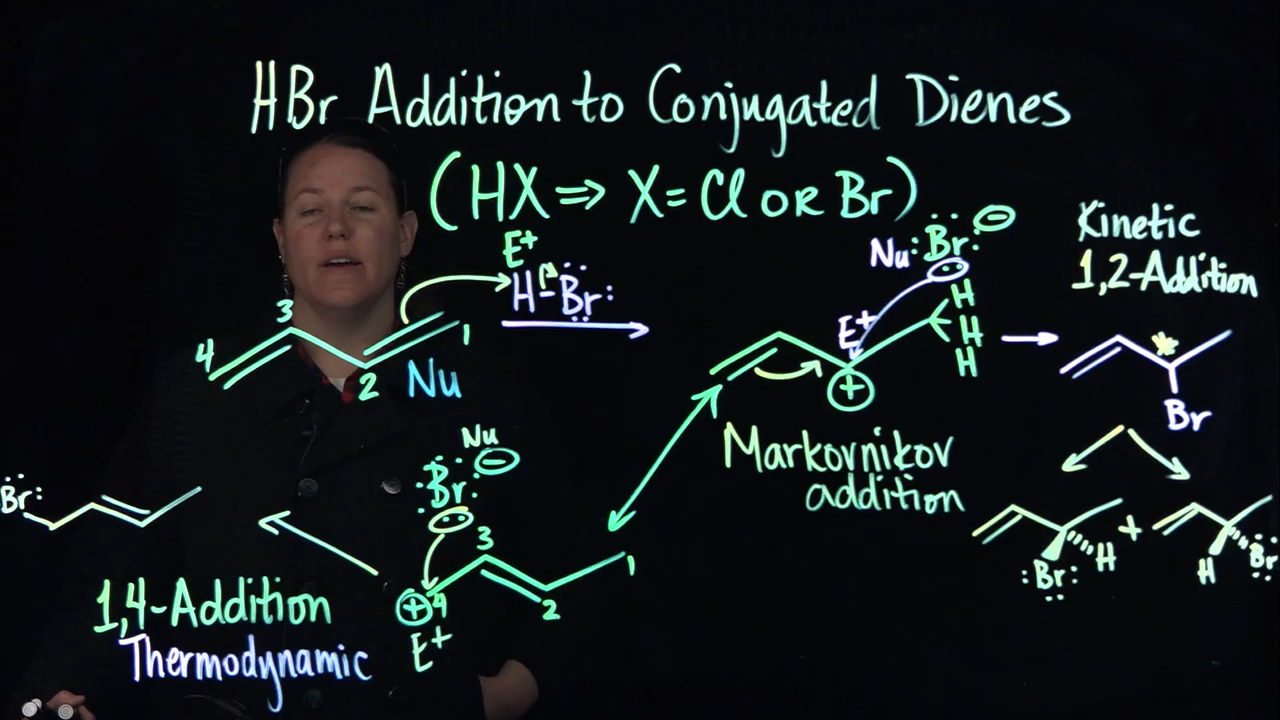 HBr Addition to Conjugated Dienes
(HX ⇒ X = Cl OR Br)
E+
H–Br:
4
3
2
1
Nu
Nu :Br: ⊖
E+
H
H
H
+
Markovnikov
addition
Kinetic
1,2-Addition
*
Br
:Br:
H
+
H
Br
Nu
:Br: ⊖
+
4
3
2
1
E+
Br:
1,4-Addition
Thermodynamic